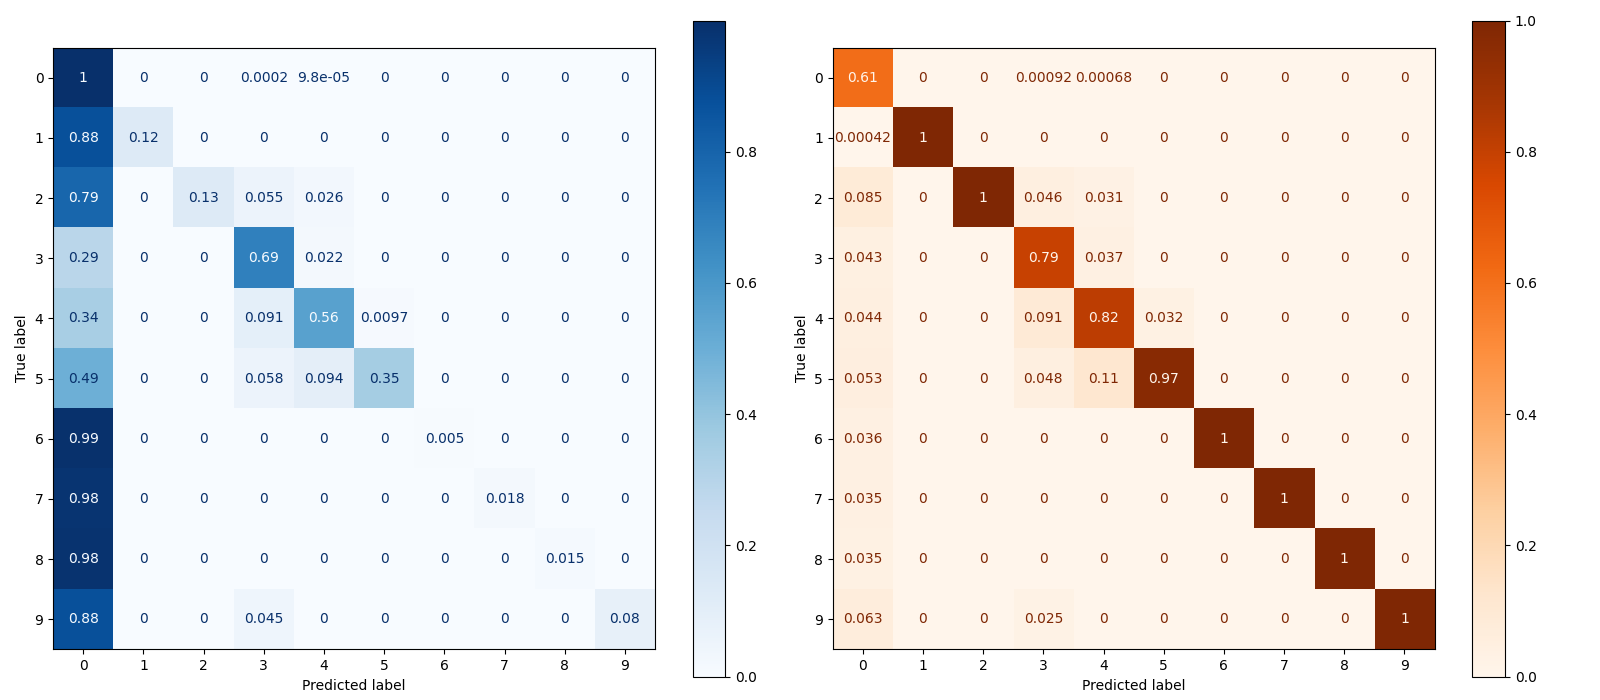 0 1 0 0 0.0002 9.8e-05 0 0 0 0 0
1 0.88 0.12 0 0 0 0 0 0 0 0
2 0.79 0 0.13 0.055 0.026 0 0 0 0 0
3 0.29 0 0 0.69 0.022 0 0 0 0 0
4 0.34 0 0 0.091 0.56 0.0097 0 0 0 0
5 0.49 0 0 0.058 0.094 0.35 0 0 0 0
6 0.99 0 0 0 0 0 0.005 0 0 0
7 0.98 0 0 0 0 0 0 0.018 0 0
8 0.98 0 0 0 0 0 0 0 0.015 0
9 0.88 0 0 0.045 0 0 0 0 0 0.08
0 1 2 3 4 5 6 7 8 9
True label
Predicted label
0.8
0.6
0.4
0.2
0.0
0 0.61 0 0 0.00092 0.00068 0 0 0 0 0
1 0.00042 1 0 0 0 0 0 0 0 0
2 0.085 0 1 0.046 0.031 0 0 0 0 0
3 0.043 0 0 0.79 0.037 0 0 0 0 0
4 0.044 0 0 0.091 0.82 0.032 0 0 0 0
5 0.053 0 0 0.048 0.11 0.97 0 0 0 0
6 0.036 0 0 0 0 0 1 0 0 0
7 0.035 0 0 0 0 0 0 1 0 0
8 0.035 0 0 0 0 0 0 0 1 0
9 0.063 0 0 0.025 0 0 0 0 0 1
0 1 2 3 4 5 6 7 8 9
True label
Predicted label
1.0
0.8
0.6
0.4
0.2
0.0